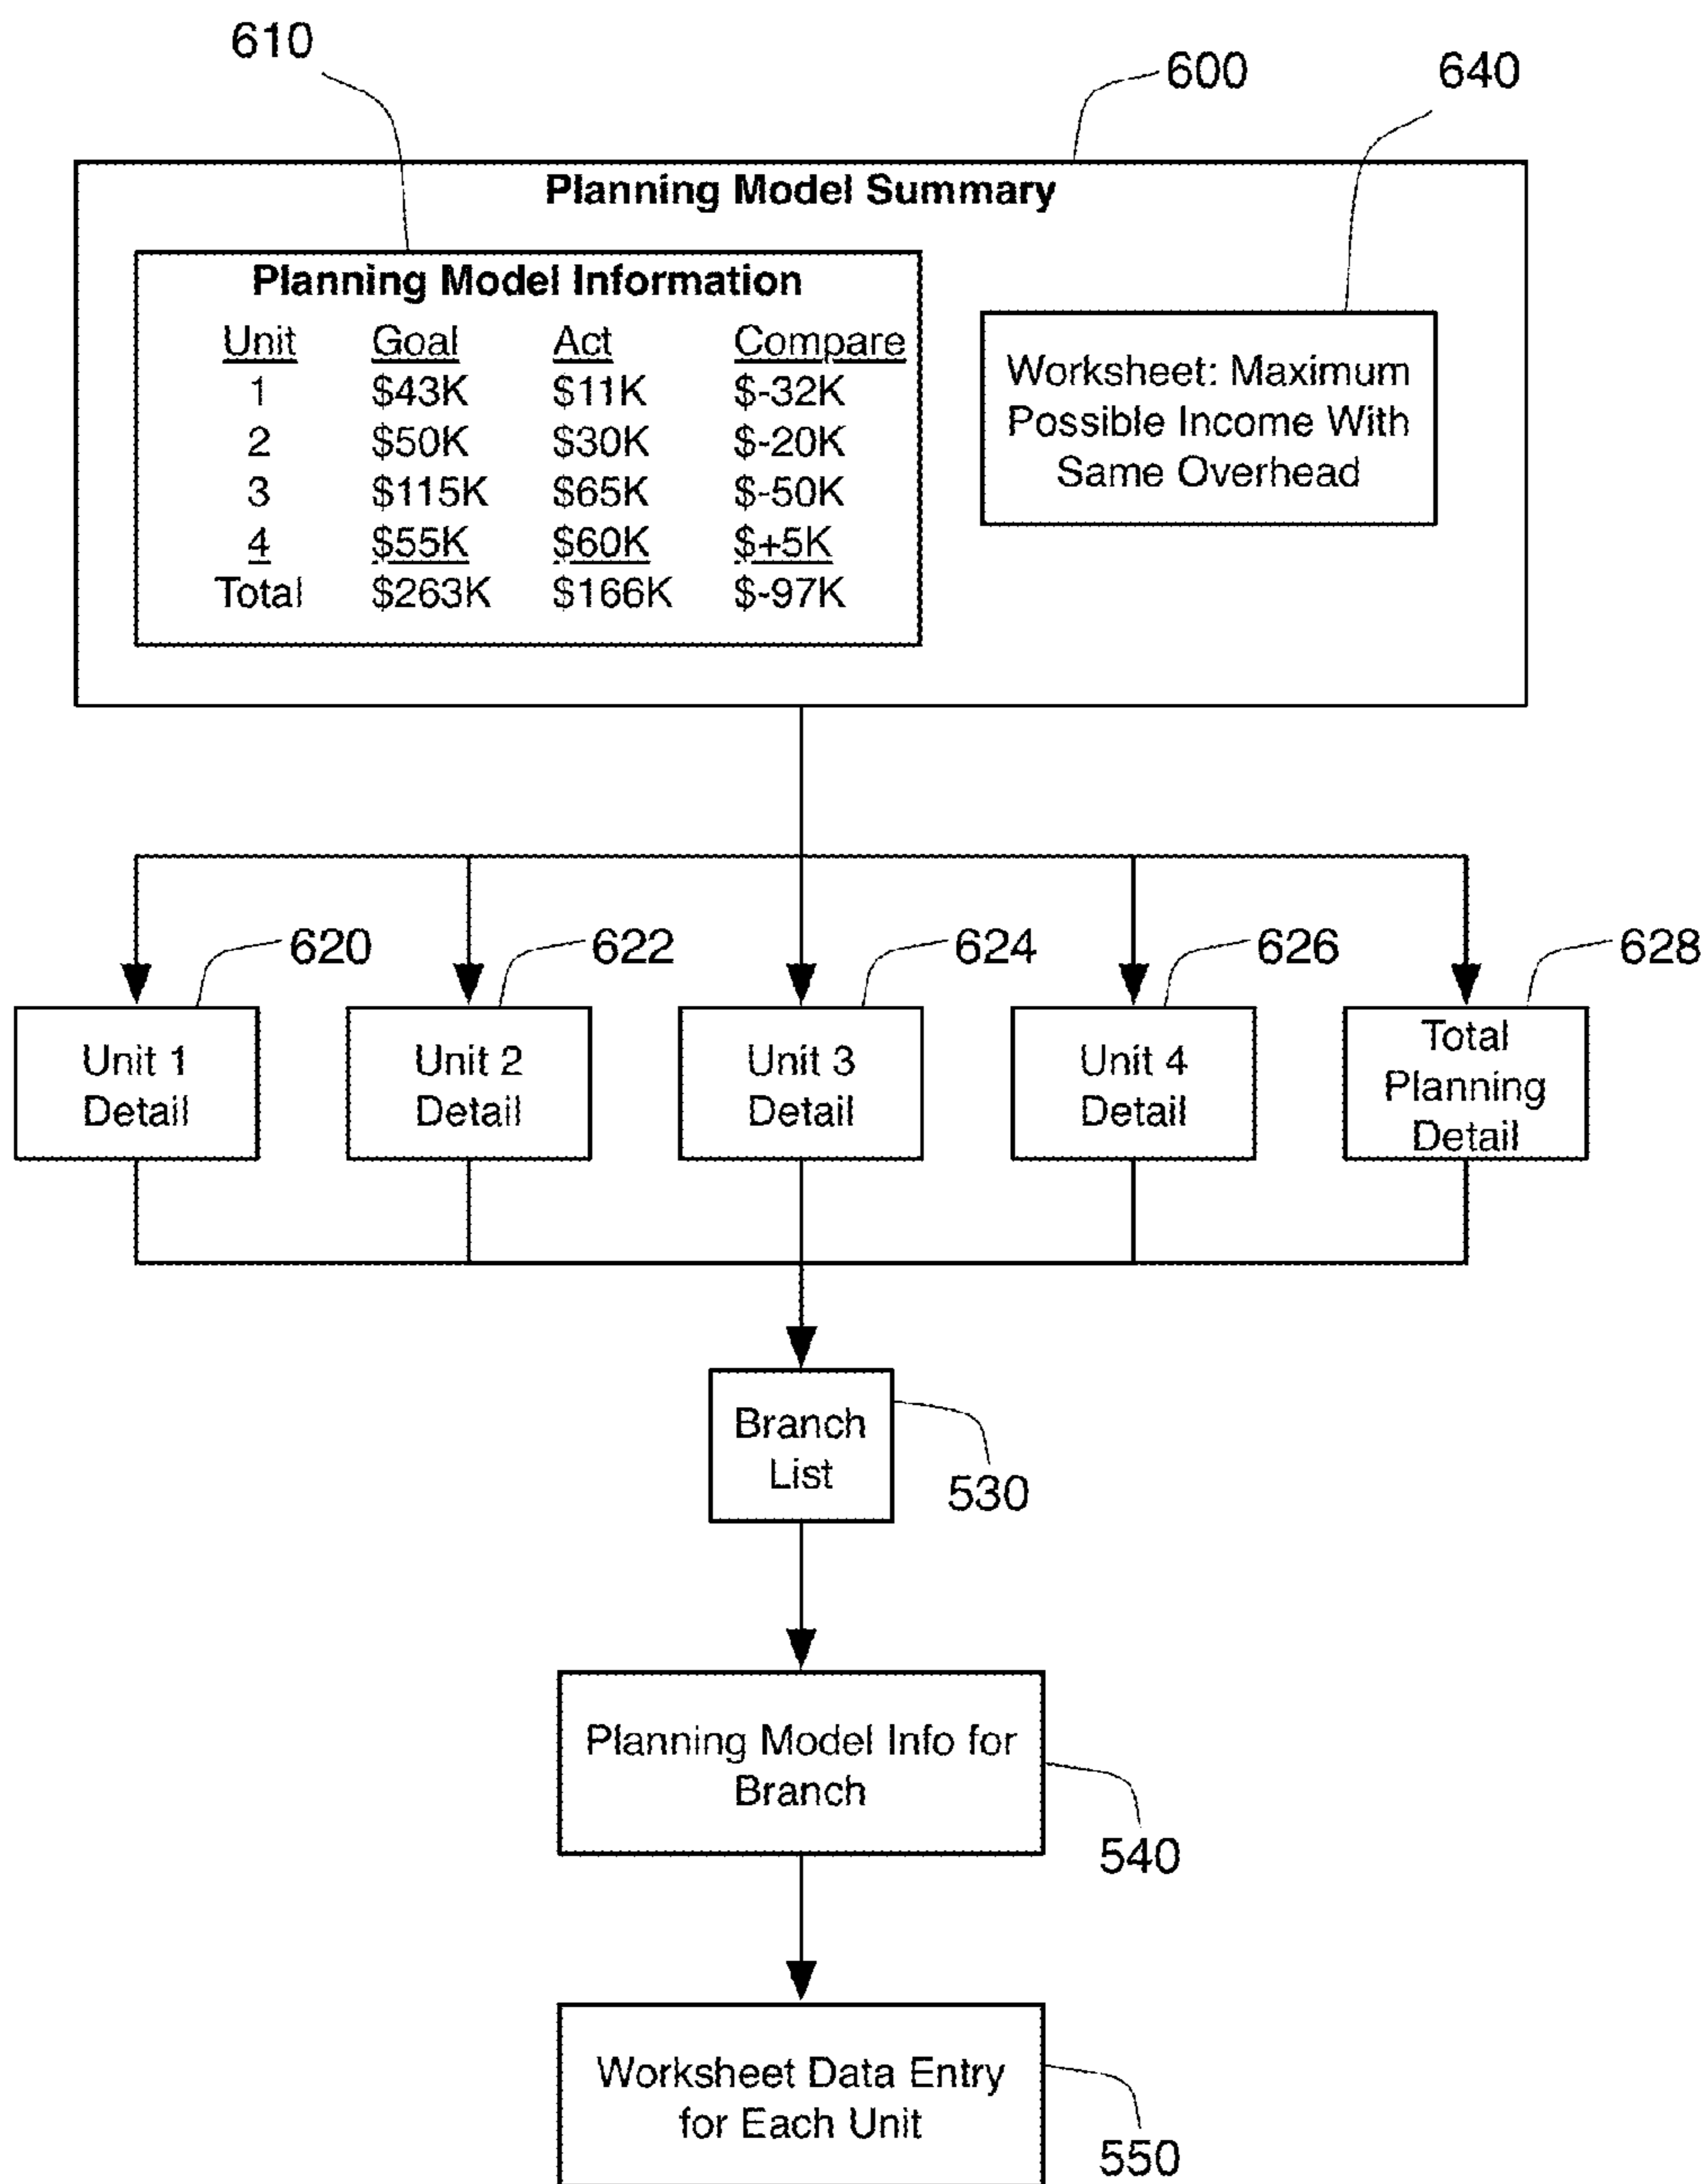 610
600
640
Planning Model Summary
Planning Model Information
Unit Goal Act Compare
1 $43K $11K $-32K
2 $50K $30K $-20K
3 $115K $65K $-50K
4 $55K $60K $+5K
Total $263K $166K $-97K
Worksheet: Maximum
Possible Income With
Same Overhead
620
622
624
626
628
Unit 1
Detail
Unit 2
Detail
Unit 3
Detail
Unit 4
Detail
Total
Planning
Detail
Branch
List
530
Planning Model Info for
Branch
540
Worksheet Data Entry
for Each Unit
550